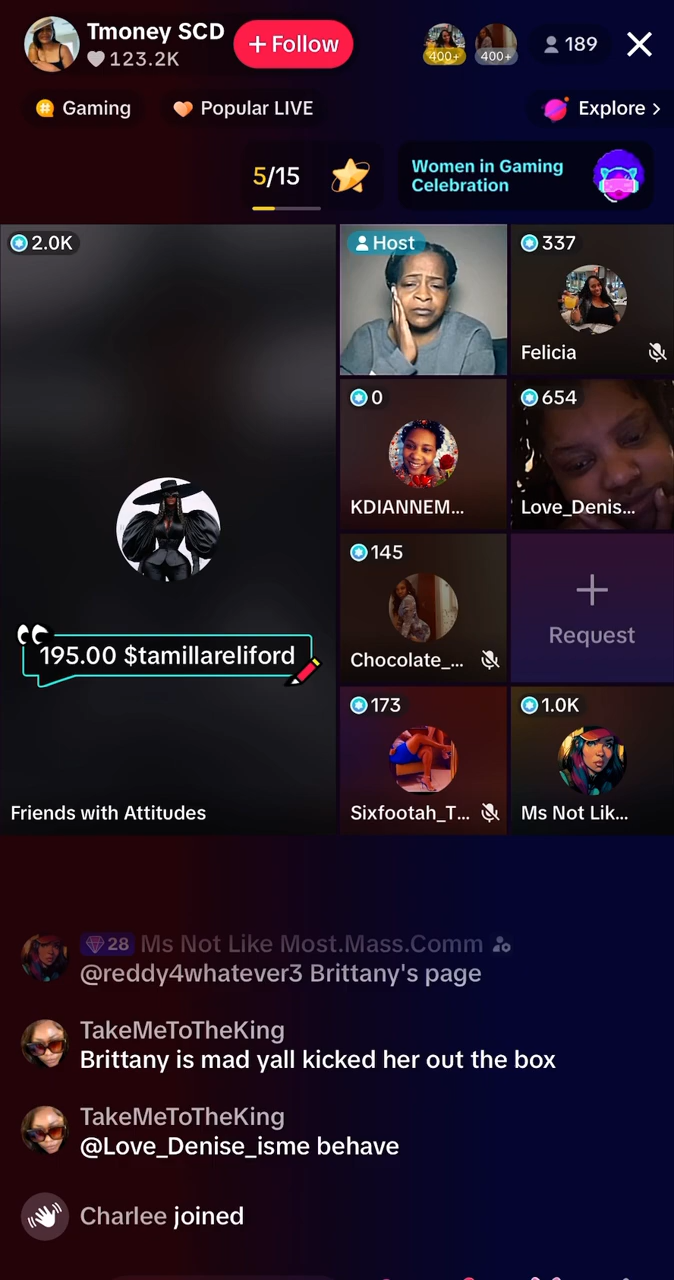 Tmoney SCD
123.2K
+ Follow
400+
400+
189
Gaming
Popular LIVE
Explore >
5/15
Women in Gaming
Celebration
2.0K
Host
337
Felicia
0
KDIANNEM...
654
Love_Denis...
145
Chocolate_...
+
Request
195.00 $tamillareliford
173
Sixfootah_T...
1.0K
Ms Not Lik...
Friends with Attitudes
28 Ms Not Like Most.Mass.Comm
@reddy4whatever3 Brittany's page
TakeMeToTheKing
Brittany is mad yall kicked her out the box
TakeMeToTheKing
@Love_Denise_isme behave
Charlee joined